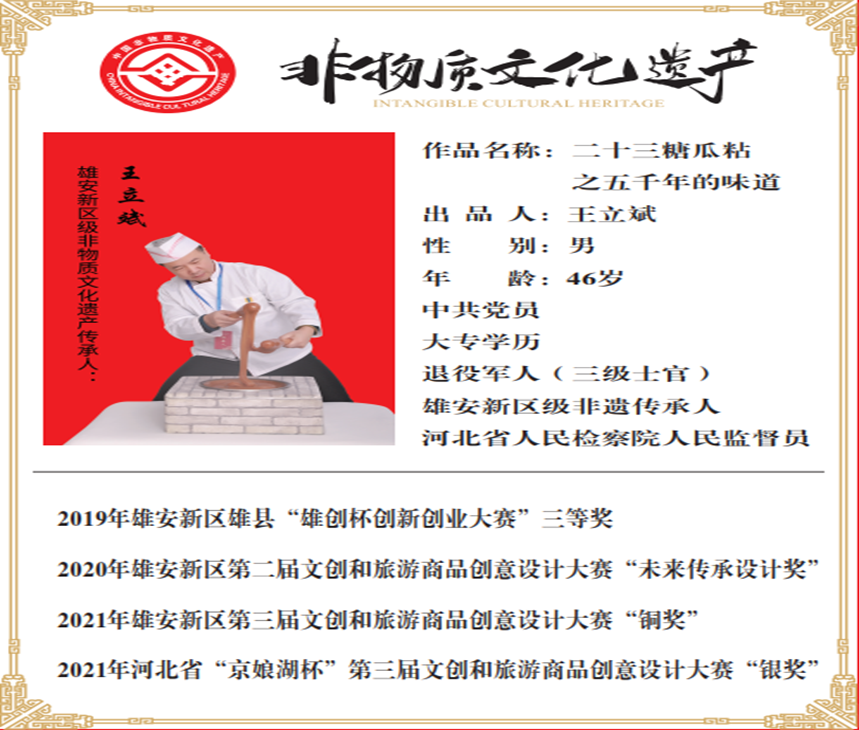 中国非物质文化遗产
CHINA INTANGIBLE CULTURAL HERITAGE
非物质文化遗产
INTANGIBLE CULTURAL HERITAGE
王立斌
雄安新区级非物质文化遗产传承人：
作品名称：二十三糖瓜粘
之五千年的味道
出品人：王立斌
性别：男
年龄：46岁
中共党员
大专学历
退役军人（三级士官）
雄安新区级非遗传承人
河北省人民检察院人民监督员
2019年雄安新区雄县“雄创杯创新创业大赛”三等奖
2020年雄安新区第二届文创和旅游商品创意设计大赛“未来传承设计奖”
2021年雄安新区第三届文创和旅游商品创意设计大赛“铜奖”
2021年河北省“京娘湖杯”第三届文创和旅游商品创意设计大赛“银奖”